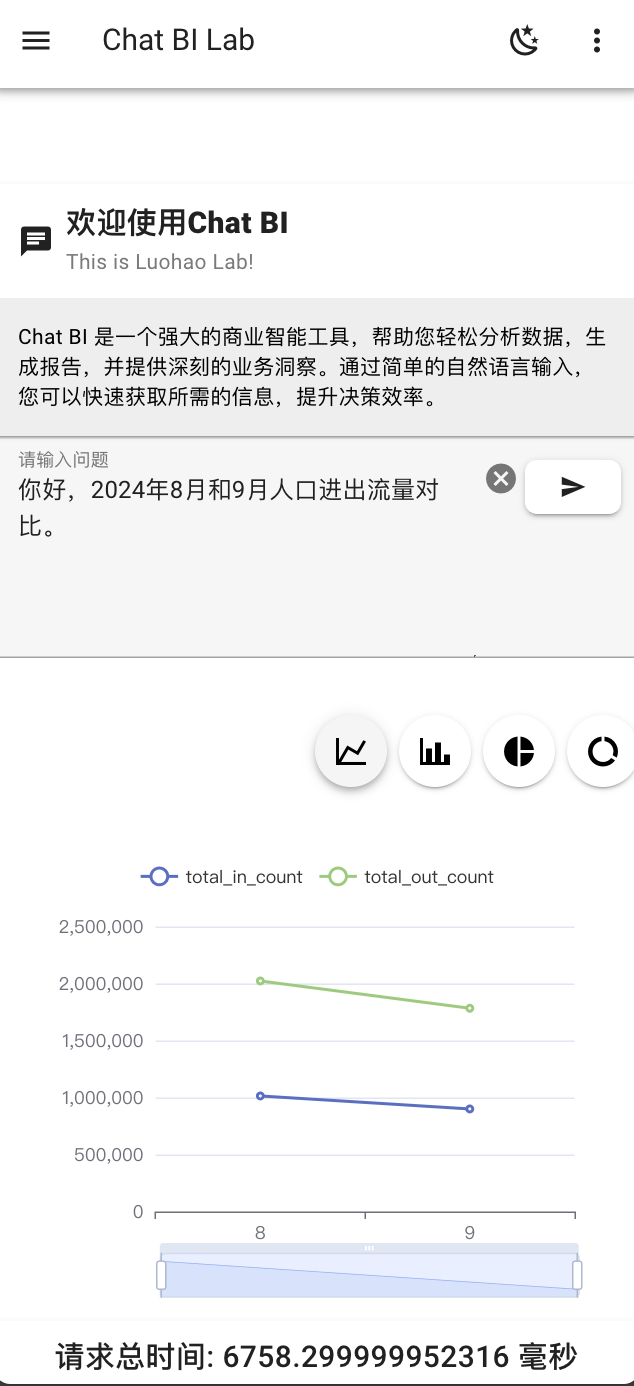 Chat BI Lab
欢迎使用Chat BI
This is Luohao Lab!
Chat BI 是一个强大的商业智能工具，帮助您轻松分析数据，生
成报告，并提供深刻的业务洞察。通过简单的自然语言输入，
您可以快速获取所需的信息，提升决策效率。
请输入问题
你好，2024年8月和9月人口进出流量对
比。
total_in_count total_out_count
2,500,000
2,000,000
1,500,000
1,000,000
500,000
0
8 9
请求总时间: 6758.299999952316 毫秒